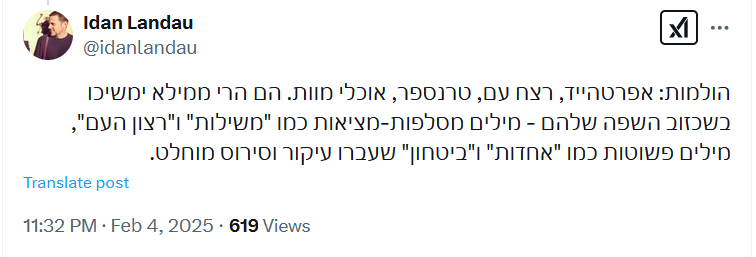 Idan Landau
@idanlandau
הולמות: אפרטהייד, רצח עם, טרנספר, אוכלי מוות. הם הרי ממילא ימשיכו
בשכזוב השפה שלהם - מילים מסלפות-מציאות כמו "משילות" ו"רצון העם",
מילים פשוטות כמו "אחדות" ו"ביטחון" שעברו עיקור וסירוס מוחלט.
Translate post
11:32 PM · Feb 4, 2025 · 619 Views